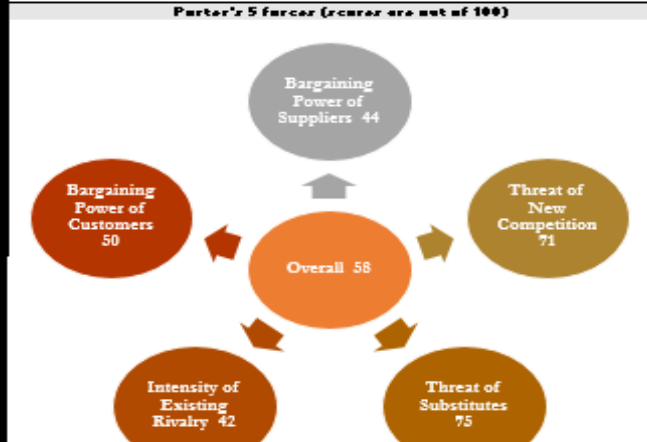 Porter's 5 forces (scores are out of 100)
Bargaining
Power of
Suppliers 44
Bargaining
Power of
Customers
50
Threat of
New
Competition
71
Overall 58
Intensity of
Existing
Rivalry 42
Threat of
Substitutes
75